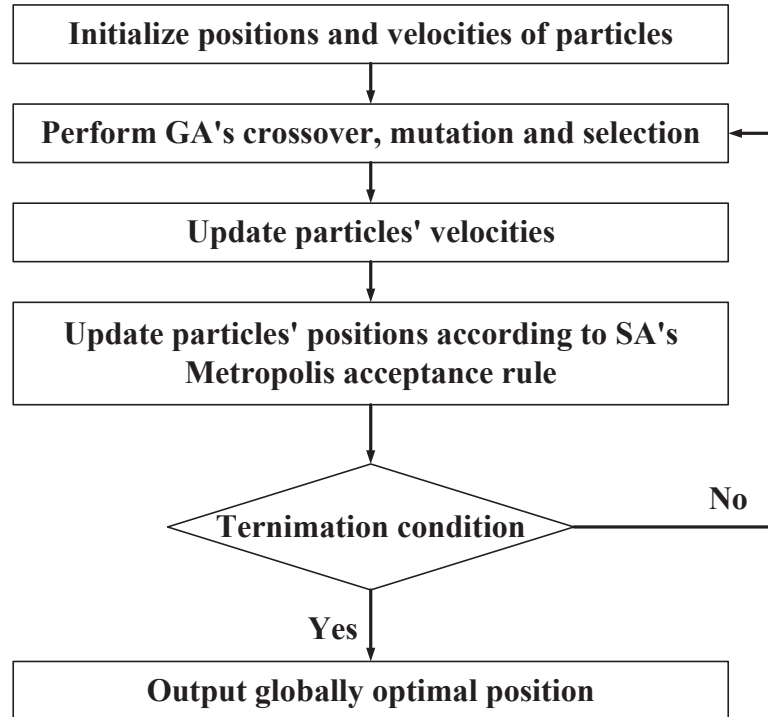 Initialize positions and velocities of particles
Perform GA's crossover, mutation and selection
Update particles' velocities
Update particles' positions according to SA's
Metropolis acceptance rule
Ternimation condition
No
Yes
Output globally optimal position